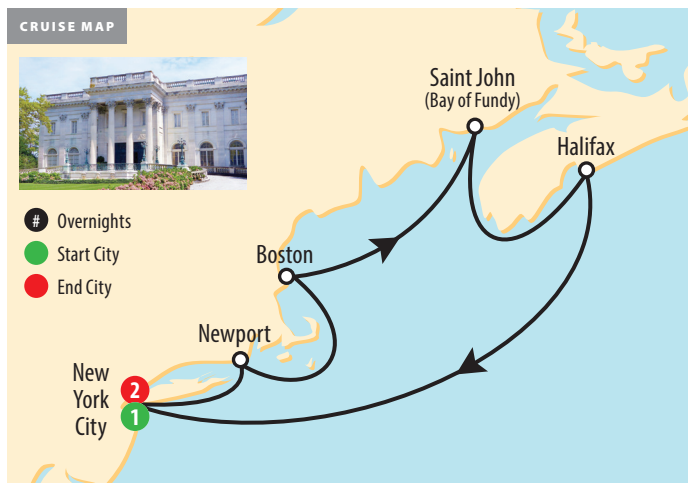 CRUISE MAP
Saint John
(Bay of Fundy)
Halifax
# Overnights
Start City
End City
Boston
Newport
New
York
City
2
1